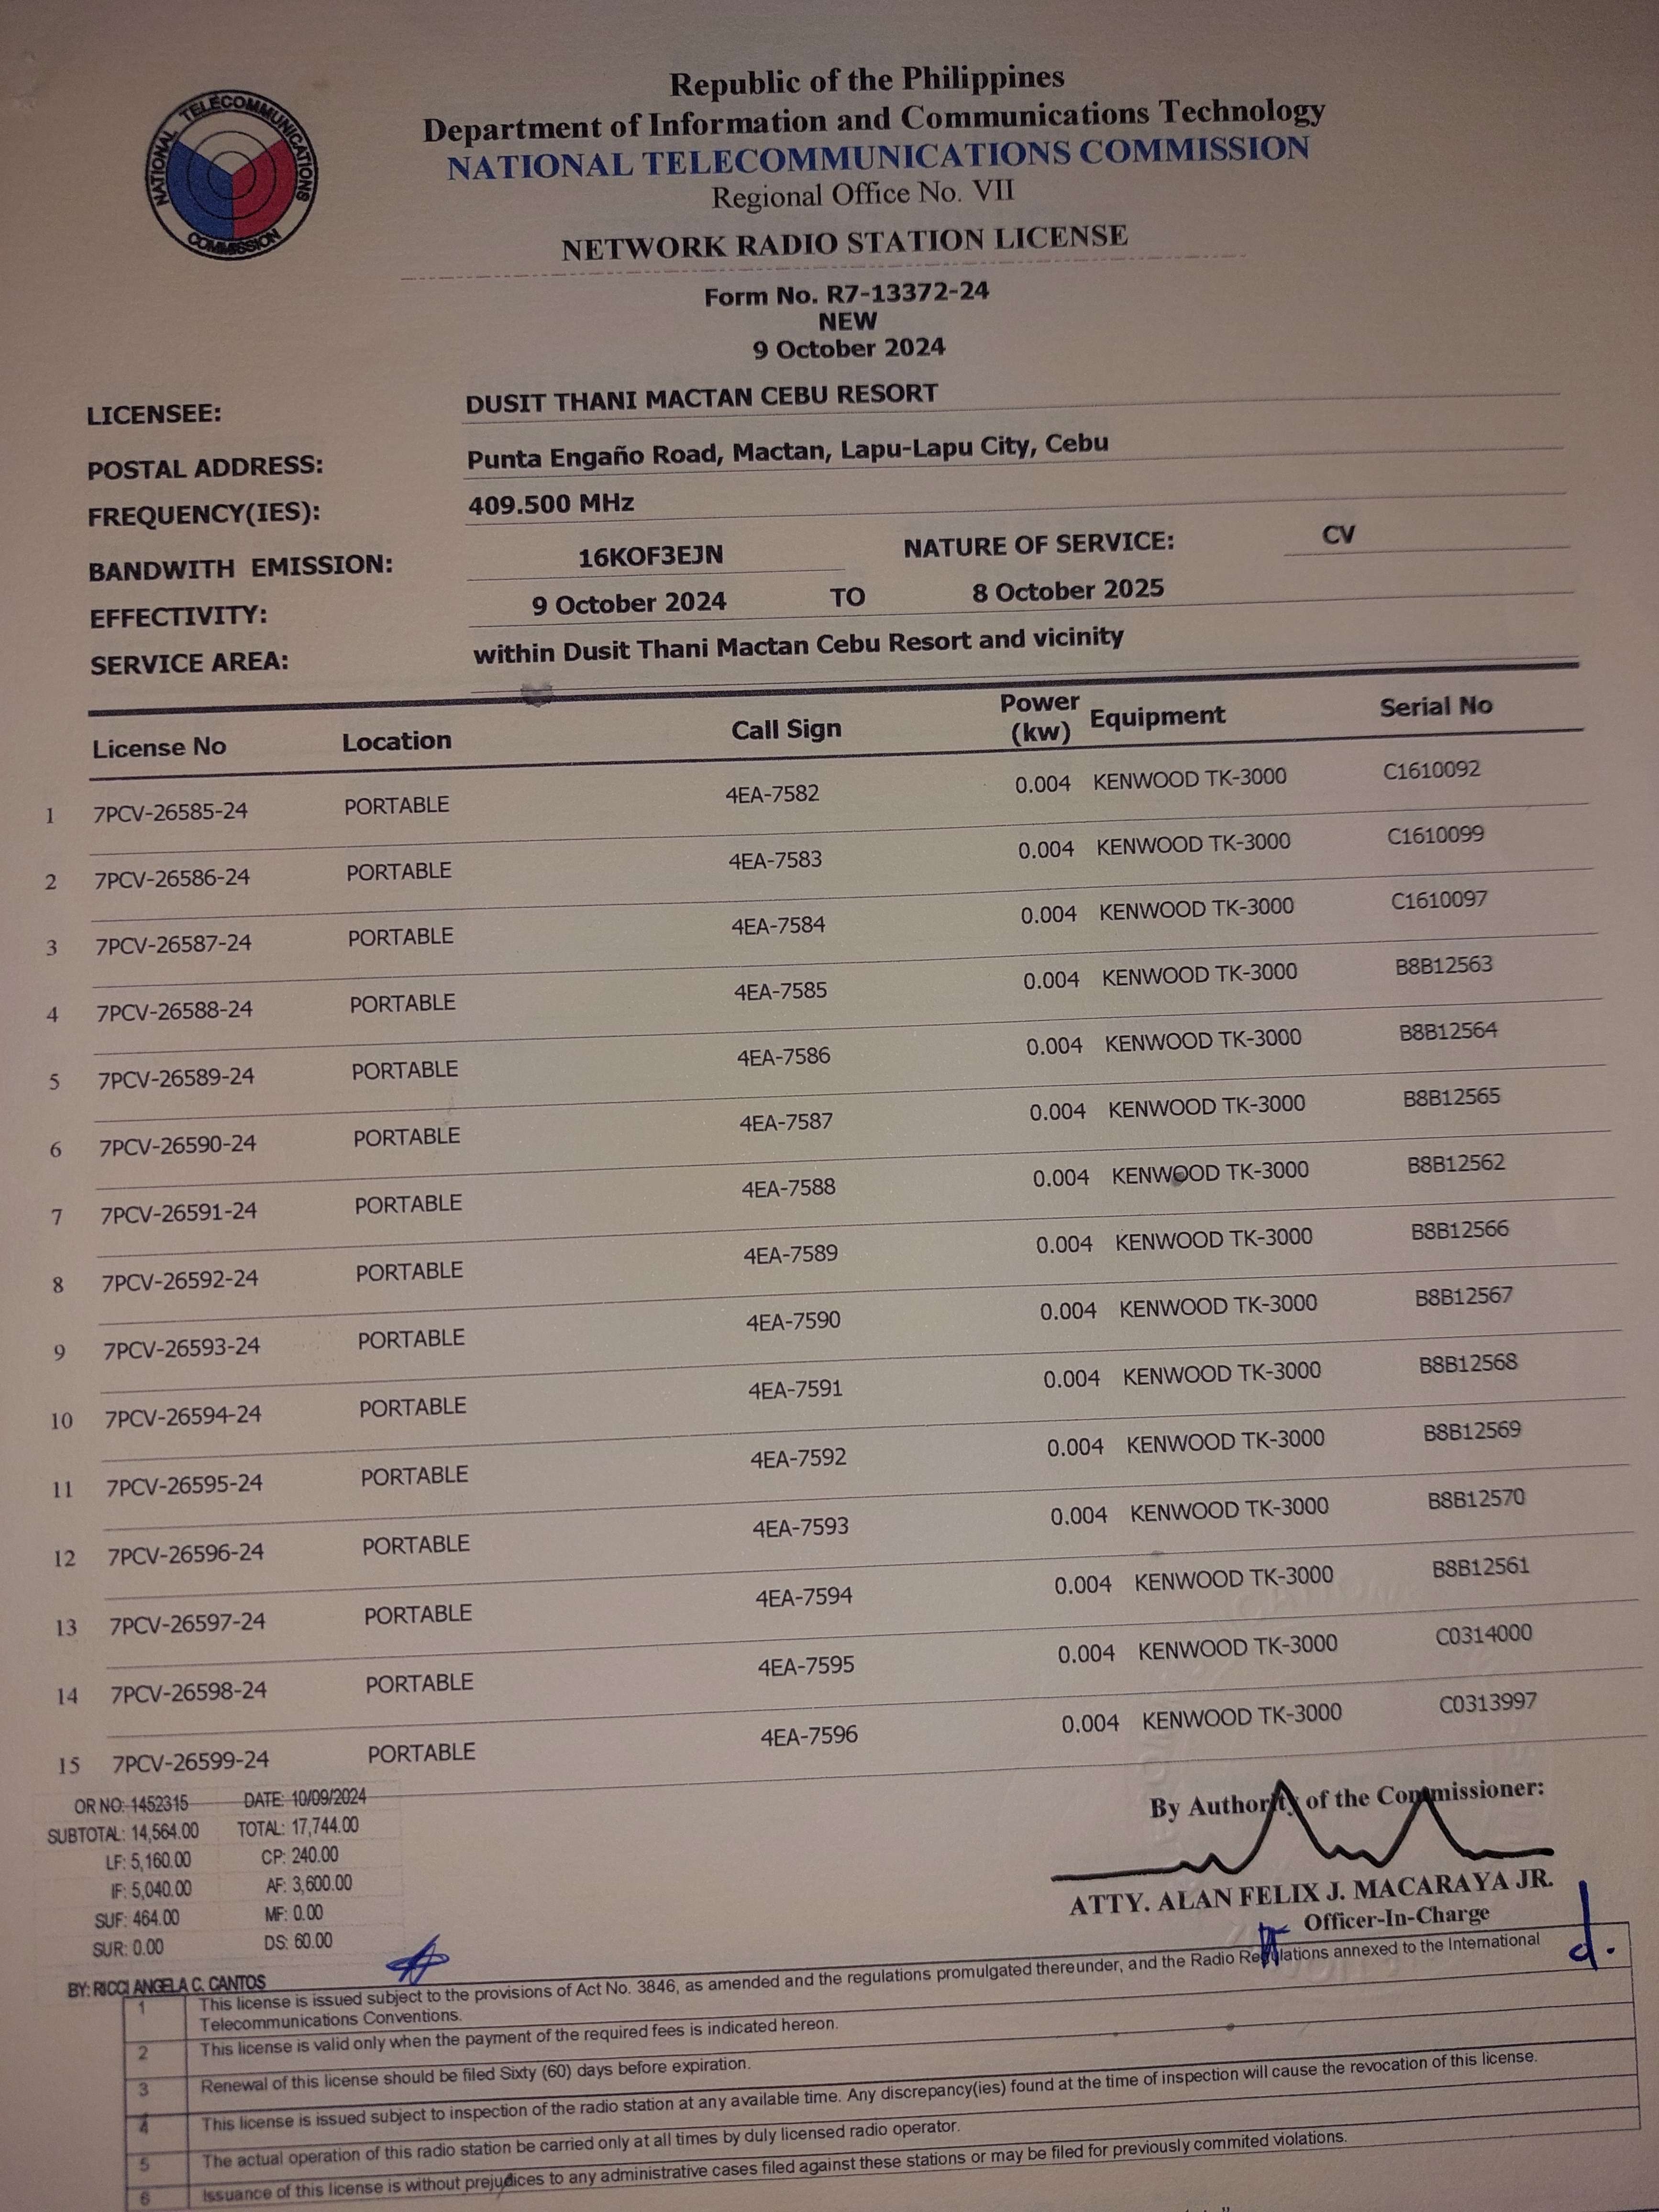 NATIONAL TELECOMMUNICATIONS COMMISSION
Republic of the Philippines
Department of Information and Communications Technology
NATIONAL TELECOMMUNICATIONS COMMISSION
Regional Office No. VII
NETWORK RADIO STATION LICENSE
Form No. R7-13372-24
NEW
9 October 2024
LICENSEE: DUSIT THANI MACTAN CEBU RESORT
POSTAL ADDRESS: Punta Engaño Road, Mactan, Lapu-Lapu City, Cebu
FREQUENCY(IES): 409.500 MHz
BANDWITH EMISSION: 16KOF3EJN NATURE OF SERVICE: CV
EFFECTIVITY: 9 October 2024 TO 8 October 2025
SERVICE AREA: within Dusit Thani Mactan Cebu Resort and vicinity
License No Location Call Sign Power (kw) Equipment Serial No
1 7PCV-26585-24 PORTABLE 4EA-7582 0.004 KENWOOD TK-3000 C1610092
2 7PCV-26586-24 PORTABLE 4EA-7583 0.004 KENWOOD TK-3000 C1610099
3 7PCV-26587-24 PORTABLE 4EA-7584 0.004 KENWOOD TK-3000 C1610097
4 7PCV-26588-24 PORTABLE 4EA-7585 0.004 KENWOOD TK-3000 B8B12563
5 7PCV-26589-24 PORTABLE 4EA-7586 0.004 KENWOOD TK-3000 B8B12564
6 7PCV-26590-24 PORTABLE 4EA-7587 0.004 KENWOOD TK-3000 B8B12565
7 7PCV-26591-24 PORTABLE 4EA-7588 0.004 KENWOOD TK-3000 B8B12562
8 7PCV-26592-24 PORTABLE 4EA-7589 0.004 KENWOOD TK-3000 B8B12566
9 7PCV-26593-24 PORTABLE 4EA-7590 0.004 KENWOOD TK-3000 B8B12567
10 7PCV-26594-24 PORTABLE 4EA-7591 0.004 KENWOOD TK-3000 B8B12568
11 7PCV-26595-24 PORTABLE 4EA-7592 0.004 KENWOOD TK-3000 B8B12569
12 7PCV-26596-24 PORTABLE 4EA-7593 0.004 KENWOOD TK-3000 B8B12570
13 7PCV-26597-24 PORTABLE 4EA-7594 0.004 KENWOOD TK-3000 B8B12561
14 7PCV-26598-24 PORTABLE 4EA-7595 0.004 KENWOOD TK-3000 C0314000
15 7PCV-26599-24 PORTABLE 4EA-7596 0.004 KENWOOD TK-3000 C0313997
OR NO: 1452315 DATE: 10/09/2024
SUBTOTAL: 14,564.00 TOTAL: 17,744.00
LF: 5,160.00 CP: 240.00
IF: 5,040.00 AF: 3,600.00
SUF: 464.00 MF: 0.00
SUR: 0.00 DS: 60.00
BY: RICCI ANGELA C. CANTOS
By Authority of the Commissioner:
ATTY. ALAN FELIX J. MACARAYA JR.
Officer-In-Charge
1 This license is issued subject to the provisions of Act No. 3846, as amended and the regulations promulgated thereunder, and the Radio Regulations annexed to the International
Telecommunications Conventions.
2 This license is valid only when the payment of the required fees is indicated hereon.
3 Renewal of this license should be filed Sixty (60) days before expiration.
4 This license is issued subject to inspection of the radio station at any available time. Any discrepancy(ies) found at the time of inspection will cause the revocation of this license.
5 The actual operation of this radio station be carried only at all times by duly licensed radio operator.
6 Issuance of this license is without prejudices to any administrative cases filed against these stations or may be filed for previously commited violations.